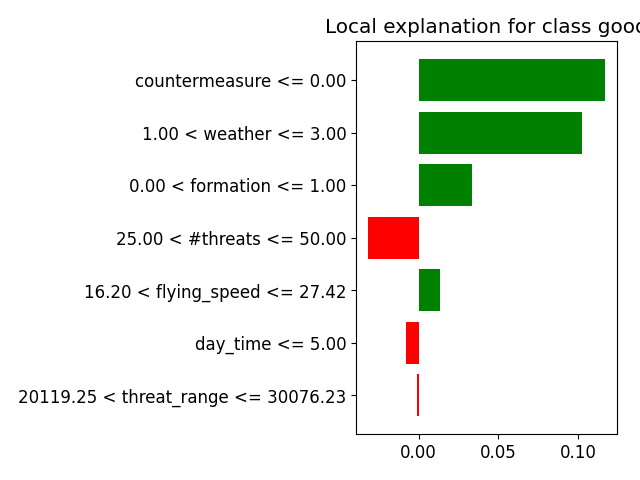 Local explanation for class good
countermeasure <= 0.00
1.00 < weather <= 3.00
0.00 < formation <= 1.00
25.00 < #threats <= 50.00
16.20 < flying_speed <= 27.42
day_time <= 5.00
20119.25 < threat_range <= 30076.23
0.00 0.05 0.10